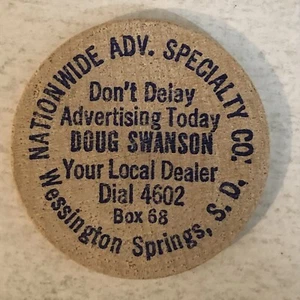 NATIONWIDE ADV. SPECIALTY CO.
Don't Delay
Advertising Today
DOUG SWANSON
Your Local Dealer
Dial 4602
Box 68
Wessington Springs, S. D.